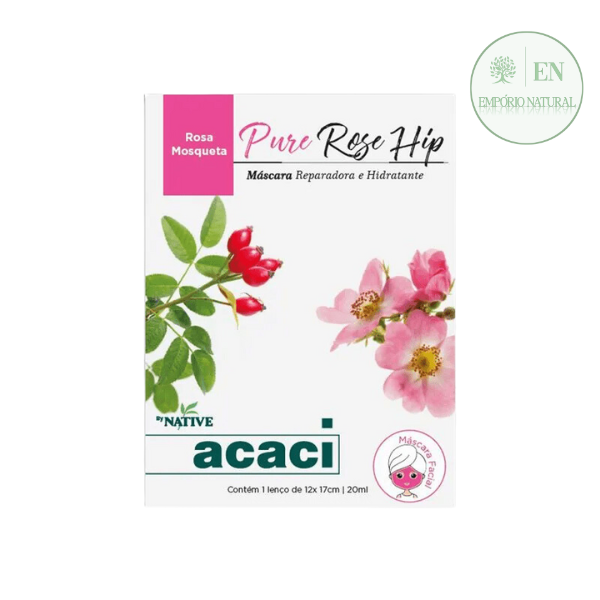 EN
EMPÓRIO NATURAL
Rosa
Mosqueta
Pure Rose Hip
Máscara Reparadora e Hidratante
By NATIVE
acaci
Máscara Facial
Contém 1 lenço de 12x 17cm | 20ml